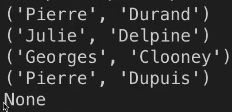 ('Pierre', 'Durand')
('Julie', 'Delpine')
('Georges', 'Clooney')
('Pierre', 'Dupuis')
None